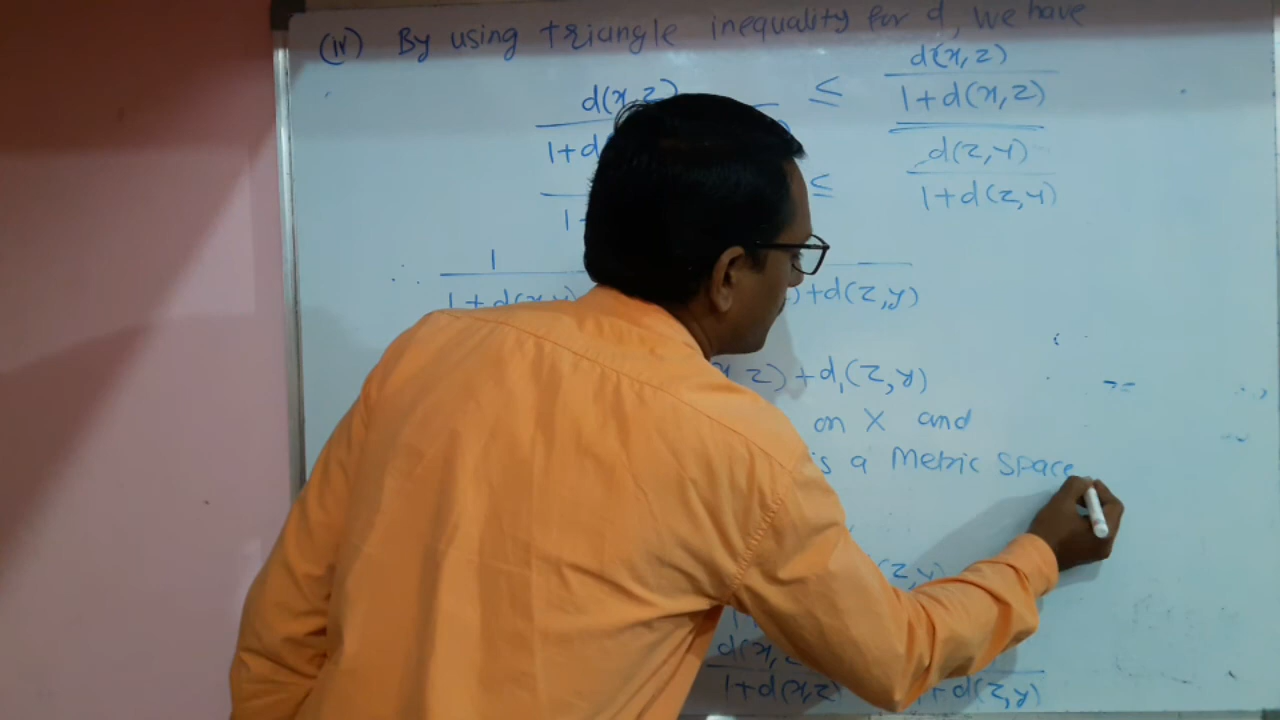 (iv) By using triangle inequality for d, we have
d(x,z) ≤ d(x,z)
1+d 1+d(x,z)
≤ d(z,y)
1+ 1+d(z,y)
∴ 1
1+d(x,y) )+d(z,y)
z)+d₁(z,y)
on X and
is a Metric Space
(z,y)
d(x,z
1+d(x,z) +d(z,y)